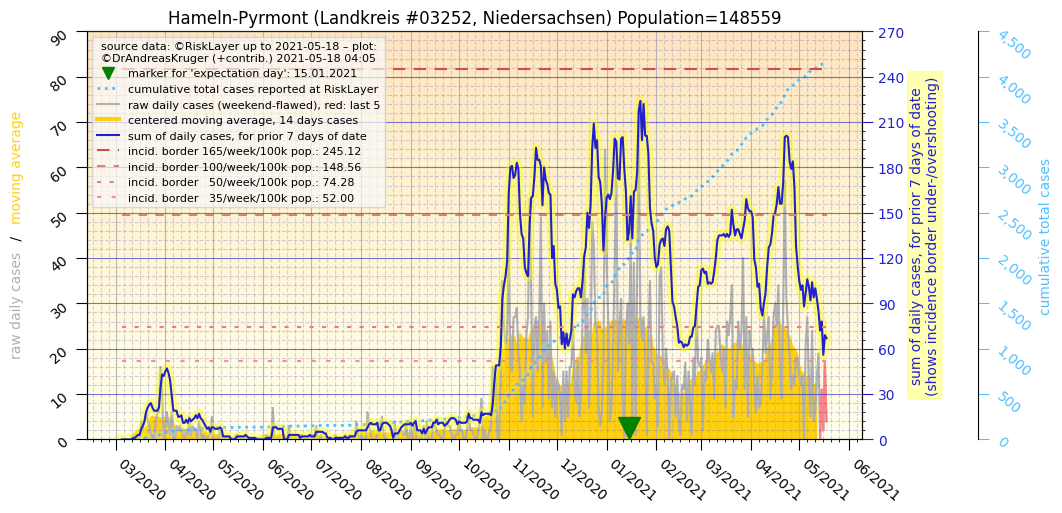 Hameln-Pyrmont (Landkreis #03252, Niedersachsen) Population=148559
source data: ©RiskLayer up to 2021-05-18 – plot:
©DrAndreasKruger (+contrib.) 2021-05-18 04:05
marker for 'expectation day': 15.01.2021
cumulative total cases reported at RiskLayer
raw daily cases (weekend-flawed), red: last 5
centered moving average, 14 days cases
sum of daily cases, for prior 7 days of date
incid. border 165/week/100k pop.: 245.12
incid. border 100/week/100k pop.: 148.56
incid. border 50/week/100k pop.: 74.28
incid. border 35/week/100k pop.: 52.00
raw daily cases / moving average
90
80
70
60
50
40
30
20
10
0
03/2020
04/2020
05/2020
06/2020
07/2020
08/2020
09/2020
10/2020
11/2020
12/2020
01/2021
02/2021
03/2021
04/2021
05/2021
06/2021
270
240
210
180
150
120
90
60
30
0
sum of daily cases, for prior 7 days of date
(shows incidence border under-/overshooting)
4,500
4,000
3,500
3,000
2,500
2,000
1,500
1,000
500
0
cumulative total cases